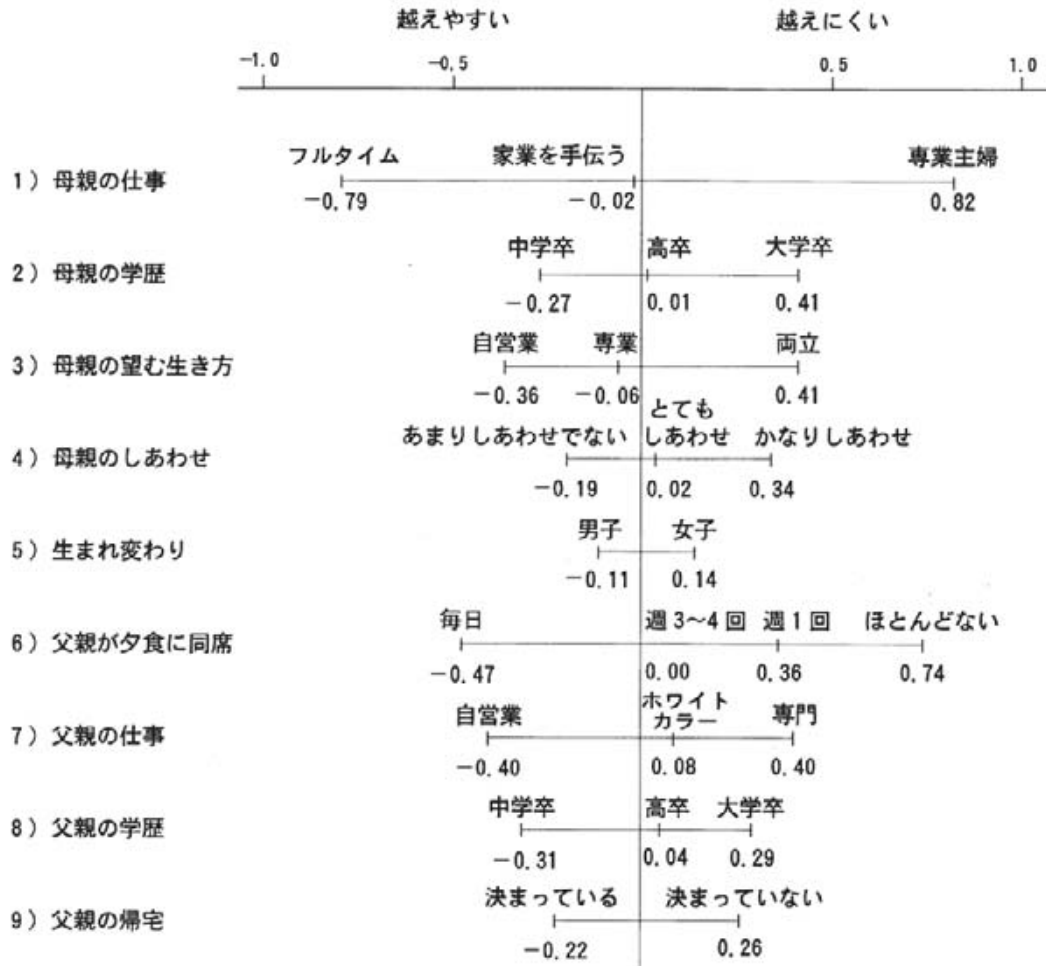 越えやすい 越えにくい
-1.0 -0.5 0.5 1.0
フルタイム 家業を手伝う 専業主婦
1) 母親の仕事
-0.79 -0.02 0.82
中学卒 高卒 大学卒
2) 母親の学歴
-0.27 0.01 0.41
自営業 専業 両立
3) 母親の望む生き方
-0.36 -0.06 0.41
とても
あまりしあわせでない しあわせ かなりしあわせ
4) 母親のしあわせ
-0.19 0.02 0.34
男子 女子
5) 生まれ変わり
-0.11 0.14
毎日 週3~4回 週1回 ほとんどない
6) 父親が夕食に同席
-0.47 0.00 0.36 0.74
ホワイト
自営業 カラー 専門
7) 父親の仕事
-0.40 0.08 0.40
中学卒 高卒 大学卒
8) 父親の学歴
-0.31 0.04 0.29
決まっている 決まっていない
9) 父親の帰宅
-0.22 0.26